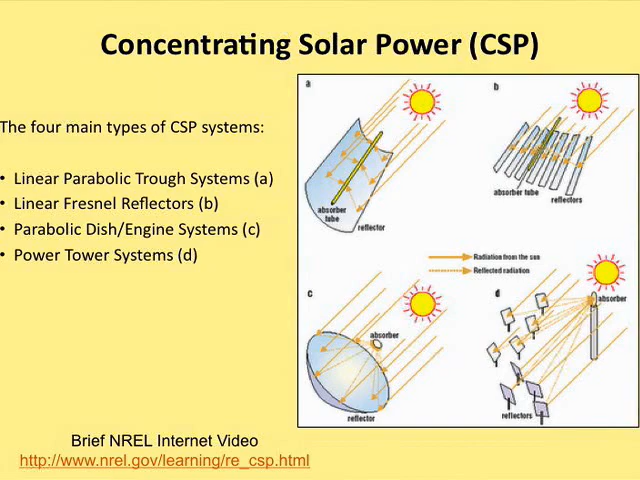 Concentrating Solar Power (CSP)
The four main types of CSP systems:
• Linear Parabolic Trough Systems (a)
• Linear Fresnel Reflectors (b)
• Parabolic Dish/Engine Systems (c)
• Power Tower Systems (d)
a
absorber
tube
reflector
b
absorber tube
reflectors
Radiation from the sun
Reflected radiation
c
absorber
reflector
d
absorber
reflectors
Brief NREL Internet Video
http://www.nrel.gov/learning/re_csp.html